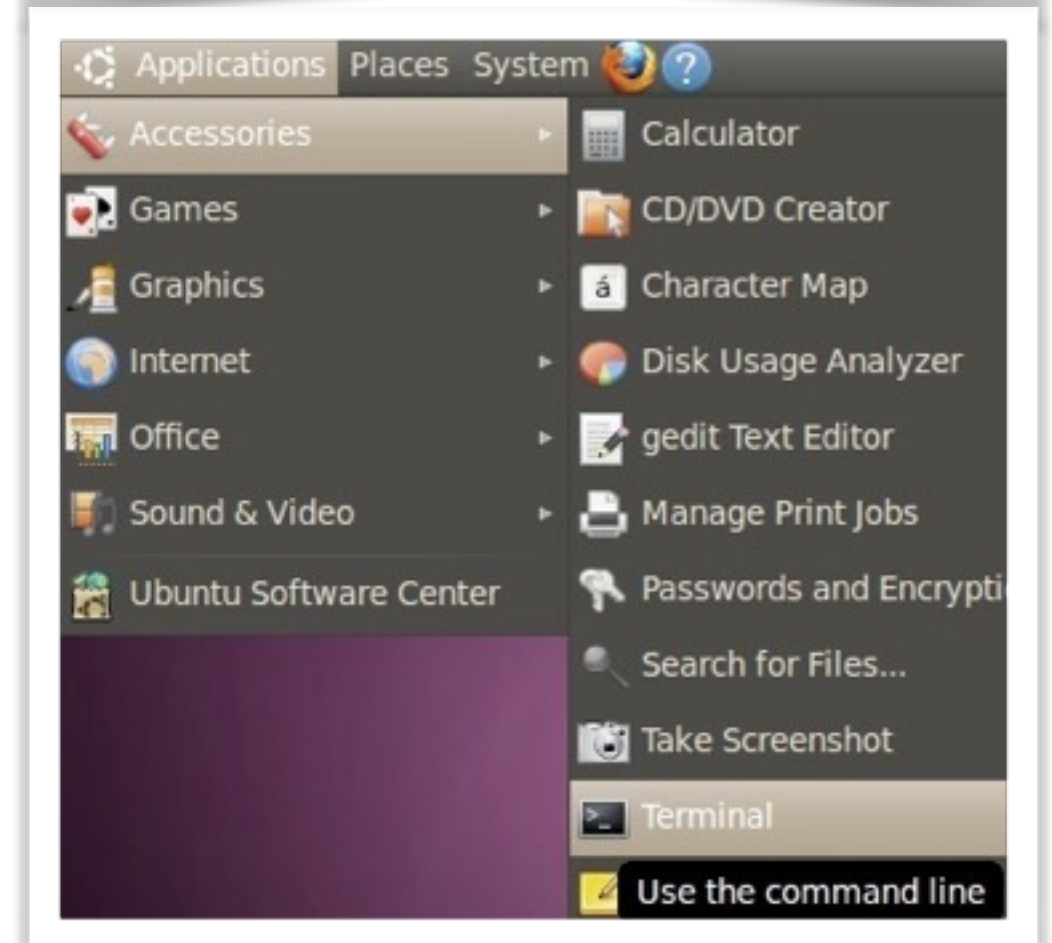 Applications Places System ?
Accessories
Games
Graphics
Internet
Office
Sound & Video
Ubuntu Software Center
Calculator
CD/DVD Creator
á Character Map
Disk Usage Analyzer
gedit Text Editor
Manage Print Jobs
Passwords and Encrypti
Search for Files...
Take Screenshot
>_ Terminal
Use the command line